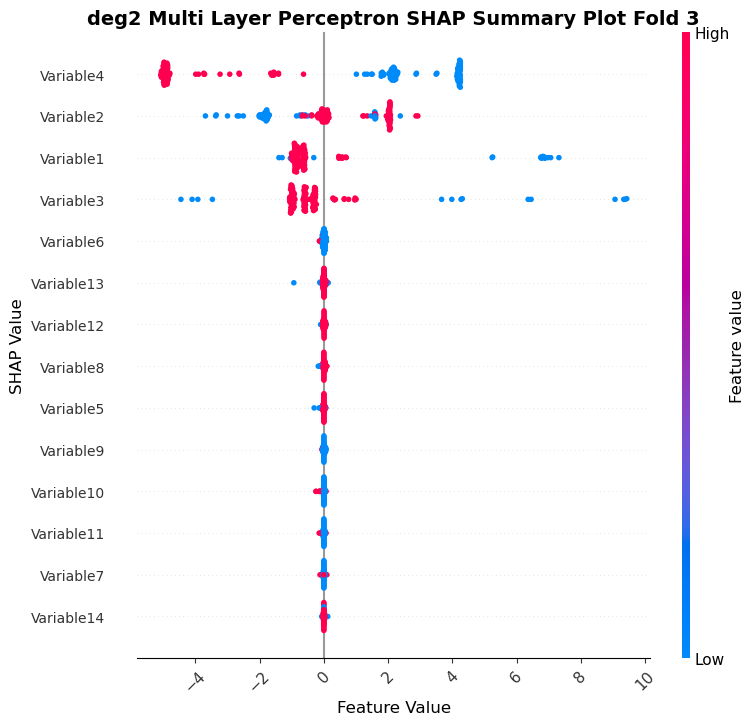 deg2 Multi Layer Perceptron SHAP Summary Plot Fold 3
High
Variable4
Variable2
Variable1
Variable3
Variable6
Variable13
Variable12
Variable8
Variable5
Variable9
Variable10
Variable11
Variable7
Variable14
SHAP Value
Feature value
Low
−4 −2 0 2 4 6 8 10
Feature Value